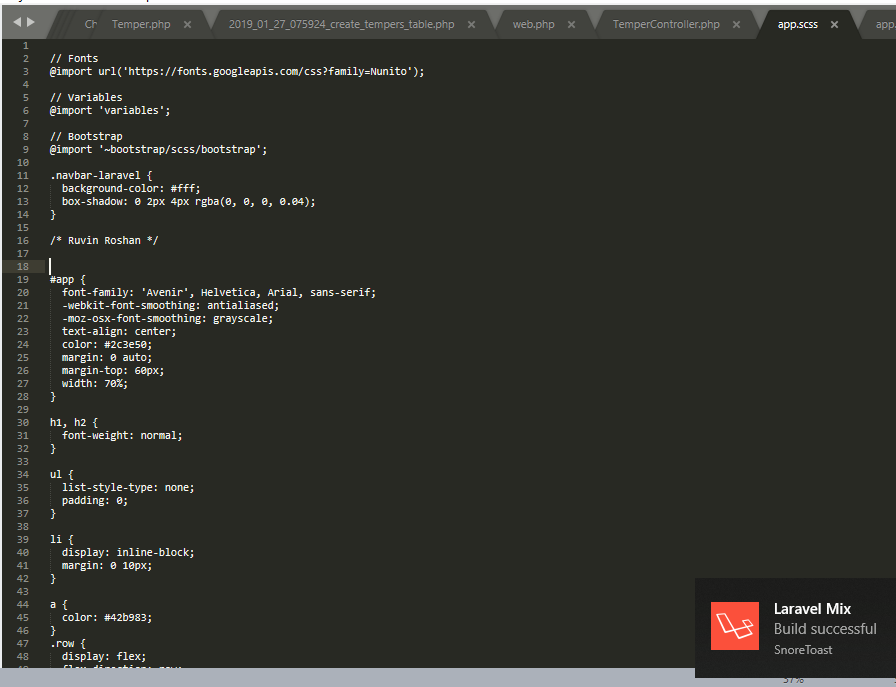 Ch
Temper.php
2019_01_27_075924_create_tempers_table.php
web.php
TemperController.php
app.scss
app.
1
2 // Fonts
3 @import url('https://fonts.googleapis.com/css?family=Nunito');
4
5 // Variables
6 @import 'variables';
7
8 // Bootstrap
9 @import '~bootstrap/scss/bootstrap';
10
11 .navbar-laravel {
12 background-color: #fff;
13 box-shadow: 0 2px 4px rgba(0, 0, 0, 0.04);
14 }
15
16 /* Ruvin Roshan */
17
18
19 #app {
20 font-family: 'Avenir', Helvetica, Arial, sans-serif;
21 -webkit-font-smoothing: antialiased;
22 -moz-osx-font-smoothing: grayscale;
23 text-align: center;
24 color: #2c3e50;
25 margin: 0 auto;
26 margin-top: 60px;
27 width: 70%;
28 }
29
30 h1, h2 {
31 font-weight: normal;
32 }
33
34 ul {
35 list-style-type: none;
36 padding: 0;
37 }
38
39 li {
40 display: inline-block;
41 margin: 0 10px;
42 }
43
44 a {
45 color: #42b983;
46 }
47 .row {
48 display: flex;
Laravel Mix
Build successful
SnoreToast